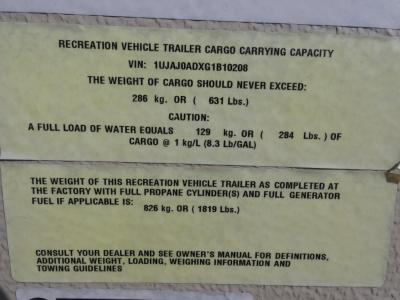 RECREATION VEHICLE TRAILER CARGO CARRYING CAPACITY
VIN: 1UJAJ0ADXG1B10208
THE WEIGHT OF CARGO SHOULD NEVER EXCEED:
286 kg. OR ( 631 Lbs.)
CAUTION:
A FULL LOAD OF WATER EQUALS 129 kg. OR ( 284 Lbs. ) OF
CARGO @ 1 kg/L (8.3 Lb/GAL)
THE WEIGHT OF THIS RECREATION VEHICLE TRAILER AS COMPLETED AT
THE FACTORY WITH FULL PROPANE CYLINDER(S) AND FULL GENERATOR
FUEL IF APPLICABLE IS:
826 kg. OR ( 1819 Lbs.)
CONSULT YOUR DEALER AND SEE OWNER'S MANUAL FOR DEFINITIONS,
ADDITIONAL WEIGHT, LOADING, WEIGHING INFORMATION AND
TOWING GUIDELINES